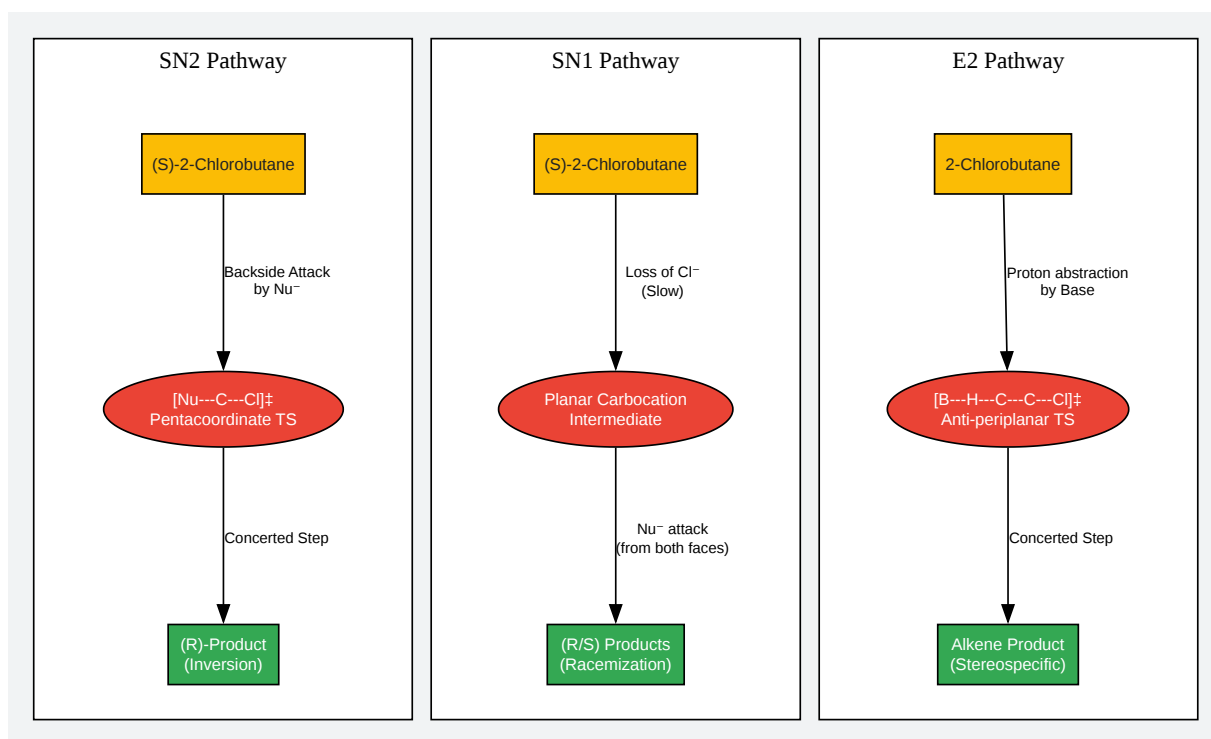 SN2 Pathway
(S)-2-Chlorobutane
Backside Attack
by Nu⁻
[Nu---C---Cl]‡
Pentacoordinate TS
Concerted Step
(R)-Product
(Inversion)
SN1 Pathway
(S)-2-Chlorobutane
Loss of Cl⁻
(Slow)
Planar Carbocation
Intermediate
Nu⁻ attack
(from both faces)
(R/S) Products
(Racemization)
E2 Pathway
2-Chlorobutane
Proton abstraction
by Base
[B---H---C---C---Cl]‡
Anti-periplanar TS
Concerted Step
Alkene Product
(Stereospecific)